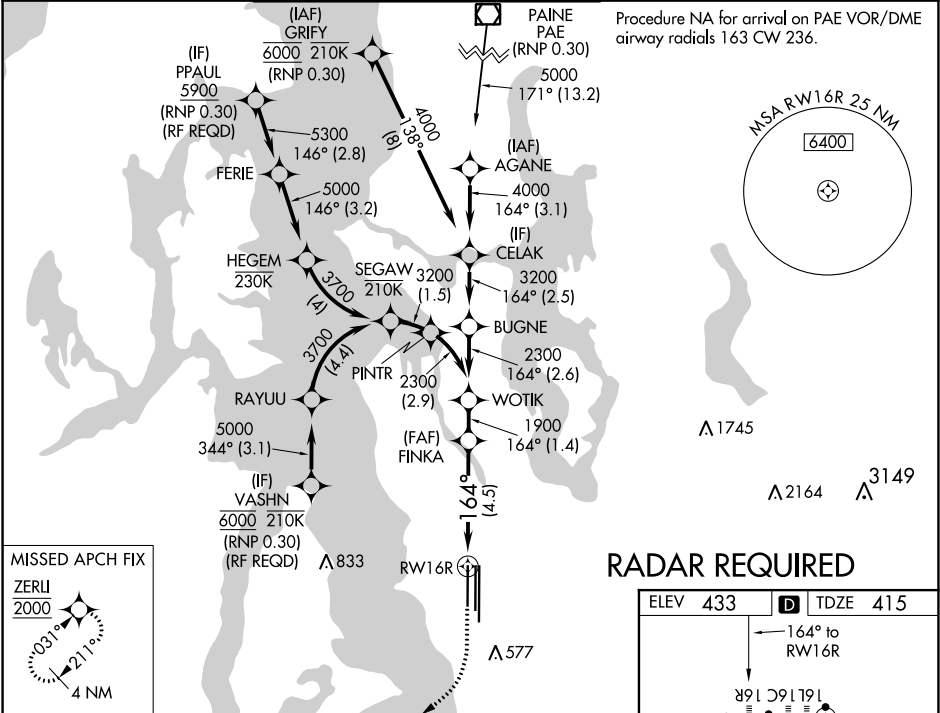 (IAF)
GRIFY
6000 210K
(RNP 0.30)
PAINE
PAE
(RNP 0.30)
5000
171° (13.2)
Procedure NA for arrival on PAE VOR/DME
airway radials 163 CW 236.
MSA RW16R 25 NM
6400
(IF)
PPAUL
5900
(RNP 0.30)
(RF REQD)
5300
146° (2.8)
4000
138°
(8)
(IAF)
AGANE
4000
164° (3.1)
FERIE
5000
146° (3.2)
(IF)
CELAK
3200
164° (2.5)
HEGEM
230K
3700
(4)
SEGAW
210K
3200
(1.5)
BUGNE
2300
164° (2.6)
3700
(4.4)
PINTR
2300
(2.9)
WOTIK
1900
164° (1.4)
RAYUU
5000
344° (3.1)
(FAF)
FINKA
164°
(4.5)
(IF)
VASHN
6000 210K
(RNP 0.30)
(RF REQD)
833
RW16R
577
1745
2164
3149
MISSED APCH FIX
ZERLI
2000
031°
211°
4 NM
RADAR REQUIRED
ELEV 433
D
TDZE 415
164° to
RW16R
16R 16C 16L